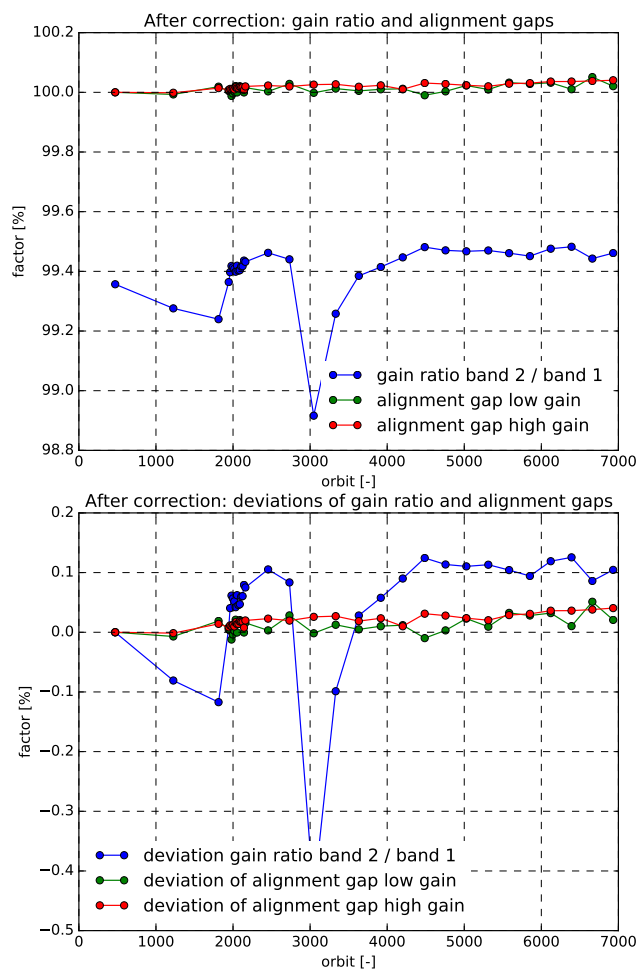 After correction: gain ratio and alignment gaps
100.2
100.0
99.8
99.6
99.4
99.2
99.0
98.8
factor [%]
gain ratio band 2 / band 1
alignment gap low gain
alignment gap high gain
0 1000 2000 3000 4000 5000 6000 7000
orbit [-]
After correction: deviations of gain ratio and alignment gaps
0.2
0.1
0.0
−0.1
−0.2
−0.3
−0.4
−0.5
factor [%]
deviation gain ratio band 2 / band 1
deviation of alignment gap low gain
deviation of alignment gap high gain
0 1000 2000 3000 4000 5000 6000 7000
orbit [-]